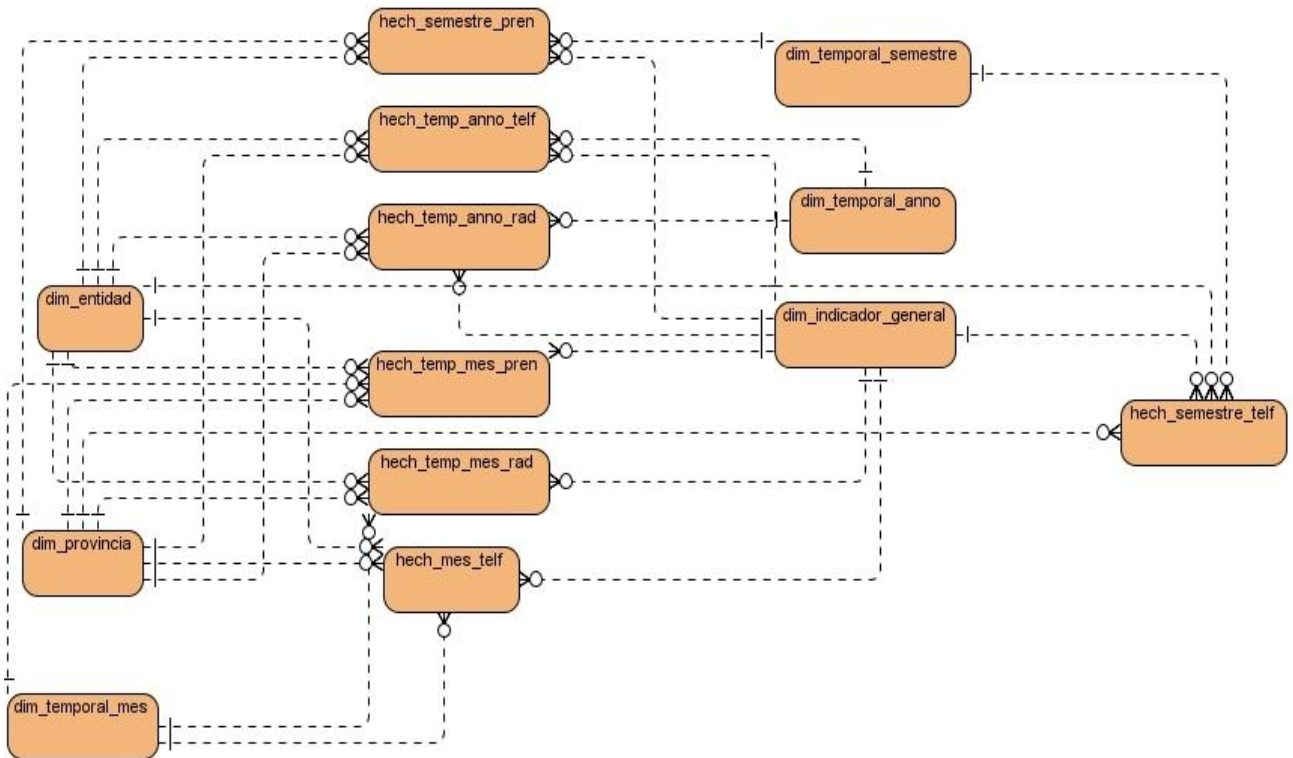 hech_semestre_pren
dim_temporal_semestre
hech_temp_anno_telf
dim_temporal_anno
hech_temp_anno_rad
dim_entidad
dim_indicador_general
hech_temp_mes_pren
hech_semestre_telf
hech_temp_mes_rad
dim_provincia
hech_mes_telf
dim_temporal_mes